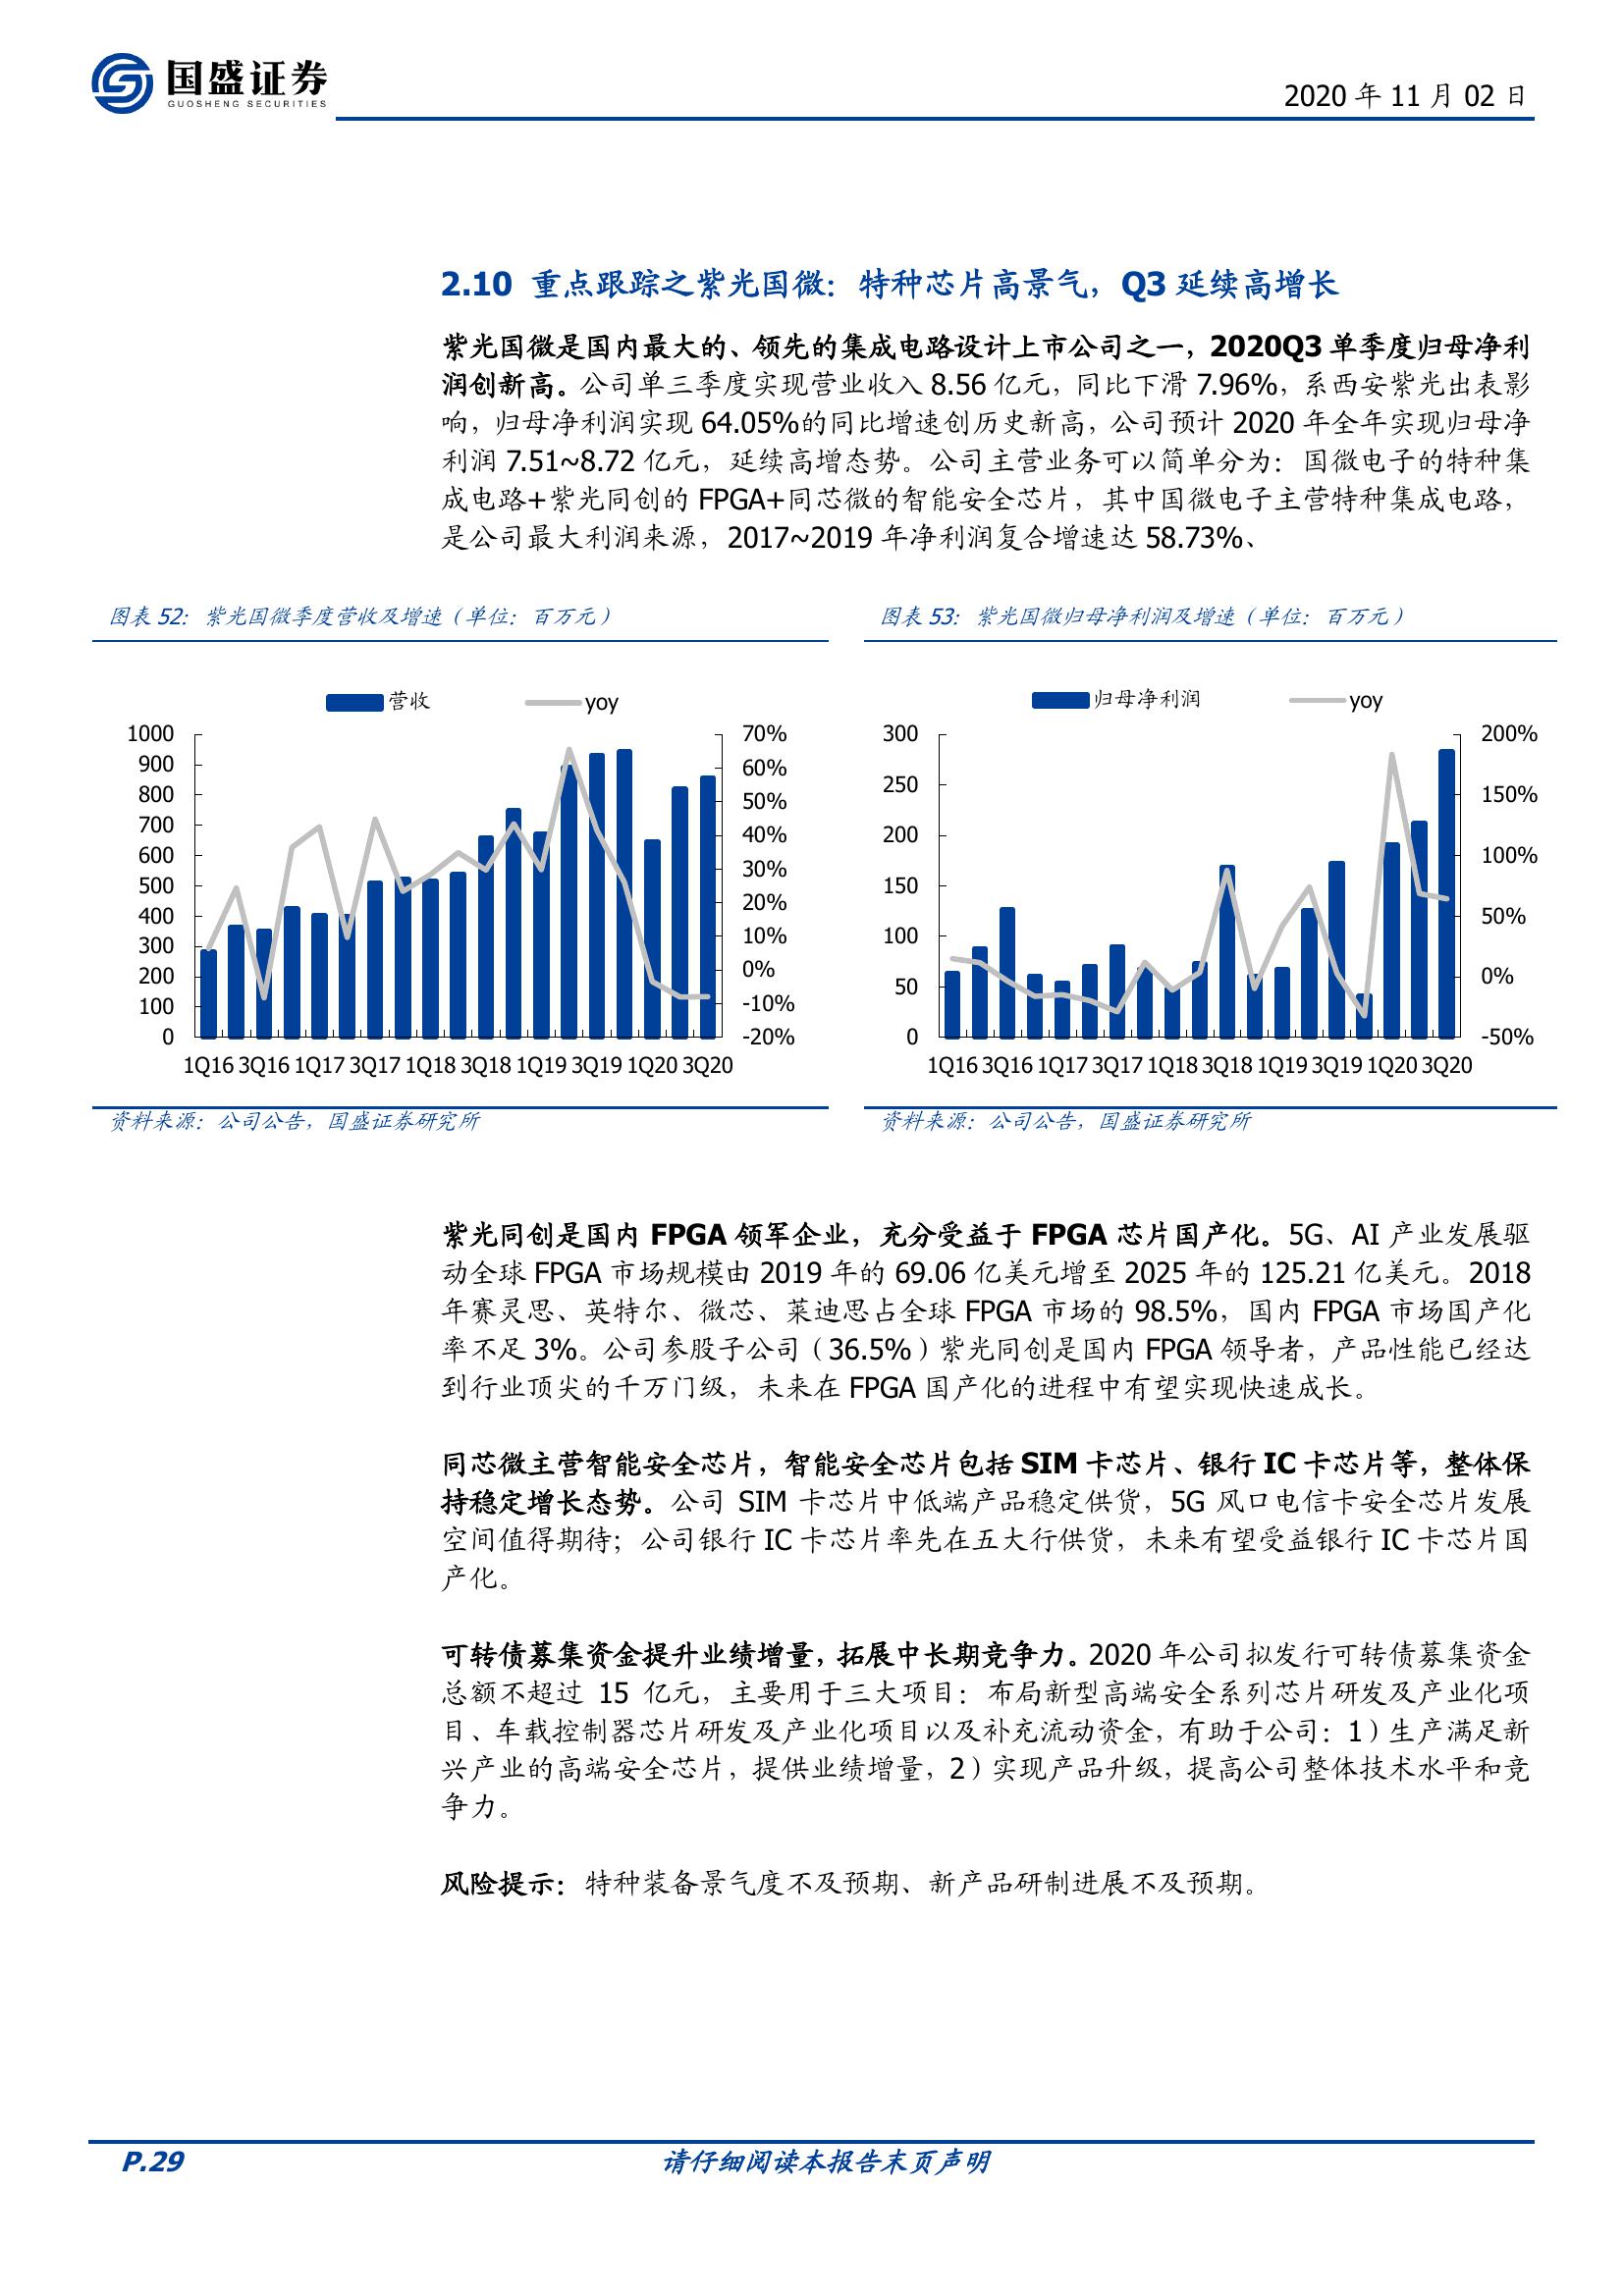 国盛证券
GUOSHENG SECURITIES
2020 年 11 月 02 日
2.10 重点跟踪之紫光国微：特种芯片高景气，Q3 延续高增长
紫光国微是国内最大的、领先的集成电路设计上市公司之一，2020Q3 单季度归母净利
润创新高。公司单三季度实现营业收入 8.56 亿元，同比下滑 7.96%，系西安紫光出表影
响，归母净利润实现 64.05%的同比增速创历史新高，公司预计 2020 年全年实现归母净
利润 7.51~8.72 亿元，延续高增态势。公司主营业务可以简单分为：国微电子的特种集
成电路+紫光同创的 FPGA+同芯微的智能安全芯片，其中国微电子主营特种集成电路，
是公司最大利润来源，2017~2019 年净利润复合增速达 58.73%、
图表 52：紫光国微季度营收及增速（单位：百万元）
营收 yoy
1000
900
800
700
600
500
400
300
200
100
0
70%
60%
50%
40%
30%
20%
10%
0%
-10%
-20%
1Q16 3Q16 1Q17 3Q17 1Q18 3Q18 1Q19 3Q19 1Q20 3Q20
资料来源：公司公告，国盛证券研究所
图表 53：紫光国微归母净利润及增速（单位：百万元）
归母净利润 yoy
300
250
200
150
100
50
0
200%
150%
100%
50%
0%
-50%
1Q16 3Q16 1Q17 3Q17 1Q18 3Q18 1Q19 3Q19 1Q20 3Q20
资料来源：公司公告，国盛证券研究所
紫光同创是国内 FPGA 领军企业，充分受益于 FPGA 芯片国产化。5G、AI 产业发展驱
动全球 FPGA 市场规模由 2019 年的 69.06 亿美元增至 2025 年的 125.21 亿美元。2018
年赛灵思、英特尔、微芯、莱迪思占全球 FPGA 市场的 98.5%，国内 FPGA 市场国产化
率不足 3%。公司参股子公司（36.5%）紫光同创是国内 FPGA 领导者，产品性能已经达
到行业顶尖的千万门级，未来在 FPGA 国产化的进程中有望实现快速成长。
同芯微主营智能安全芯片，智能安全芯片包括 SIM 卡芯片、银行 IC 卡芯片等，整体保
持稳定增长态势。公司 SIM 卡芯片中低端产品稳定供货，5G 风口电信卡安全芯片发展
空间值得期待；公司银行 IC 卡芯片率先在五大行供货，未来有望受益银行 IC 卡芯片国
产化。
可转债募集资金提升业绩增量，拓展中长期竞争力。2020 年公司拟发行可转债募集资金
总额不超过 15 亿元，主要用于三大项目：布局新型高端安全系列芯片研发及产业化项
目、车载控制器芯片研发及产业化项目以及补充流动资金，有助于公司：1）生产满足新
兴产业的高端安全芯片，提供业绩增量，2）实现产品升级，提高公司整体技术水平和竞
争力。
风险提示：特种装备景气度不及预期、新产品研制进展不及预期。
P.29
请仔细阅读本报告末页声明